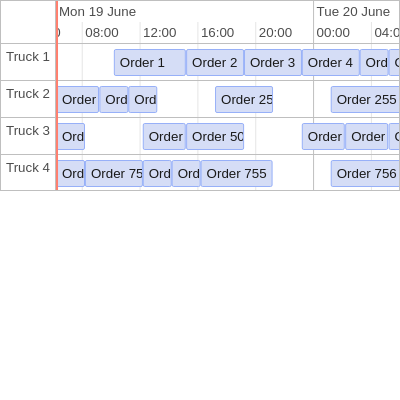 Mon 19 June Tue 20 June
08:00 12:00 16:00 20:00 00:00 04:0
Truck 1 Order 1 Order 2 Order 3 Order 4 Ord
Truck 2 Order Ord Ord Order 25 Order 255
Truck 3 Ord Order Order 50 Order Order
Truck 4 Ord Order 75 Ord Ord Order 755 Order 756